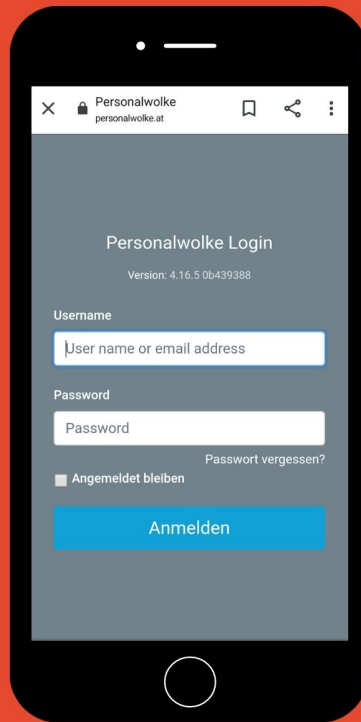 Personalwolke
personalwolke.at
Personalwolke Login
Version: 4.16.5 0b439388
Username
User name or email address
Password
Password
Passwort vergessen?
Angemeldet bleiben
Anmelden